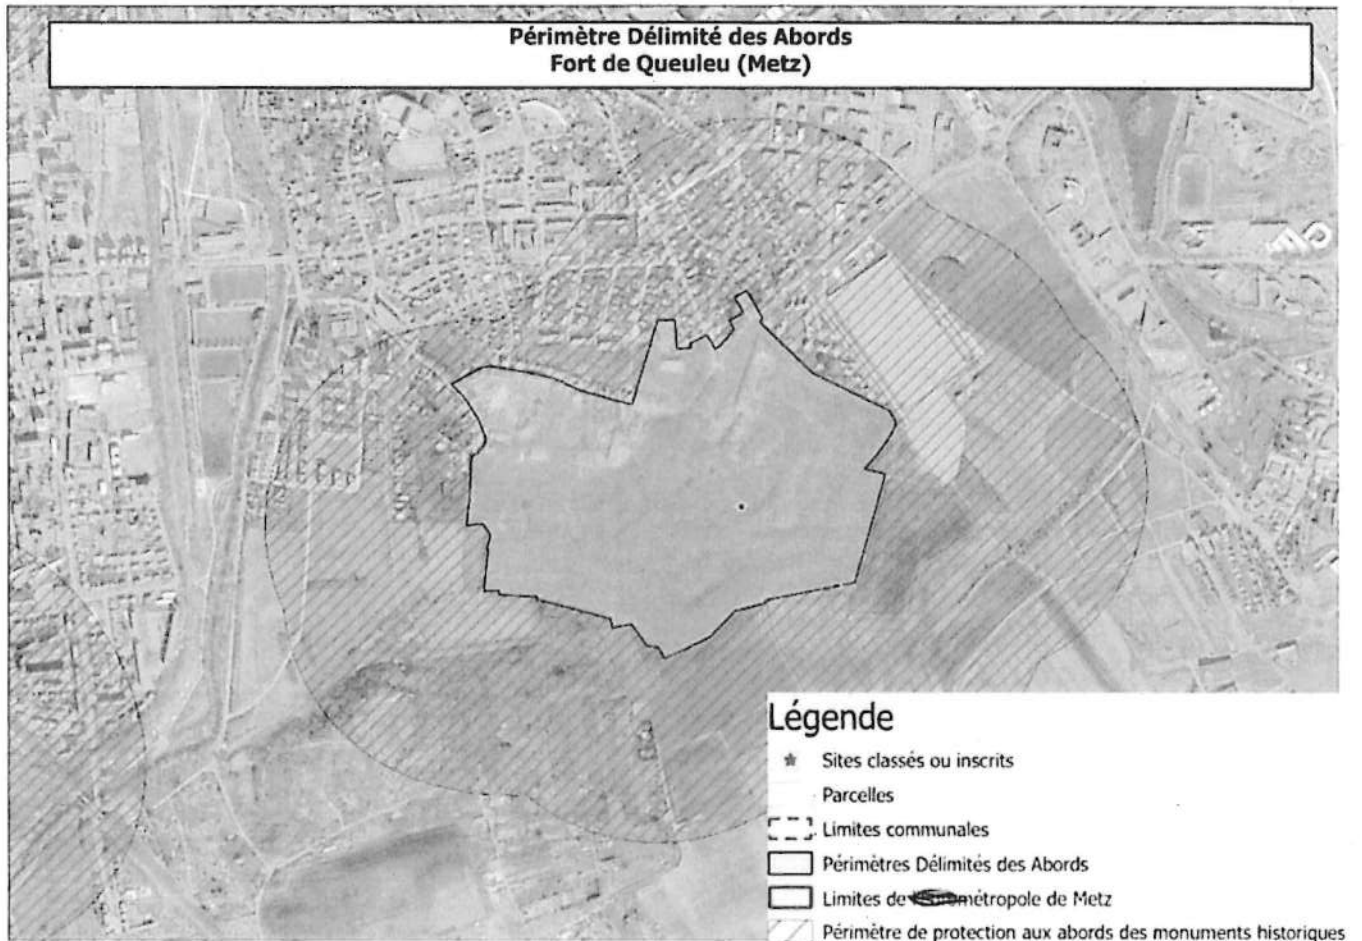 Périmètre Délimité des Abords
Fort de Queuleu (Metz)
Légende
Sites classés ou inscrits
Parcelles
Limites communales
Périmètres Délimités des Abords
Limites de métropole de Metz
Périmètre de protection aux abords des monuments historiques